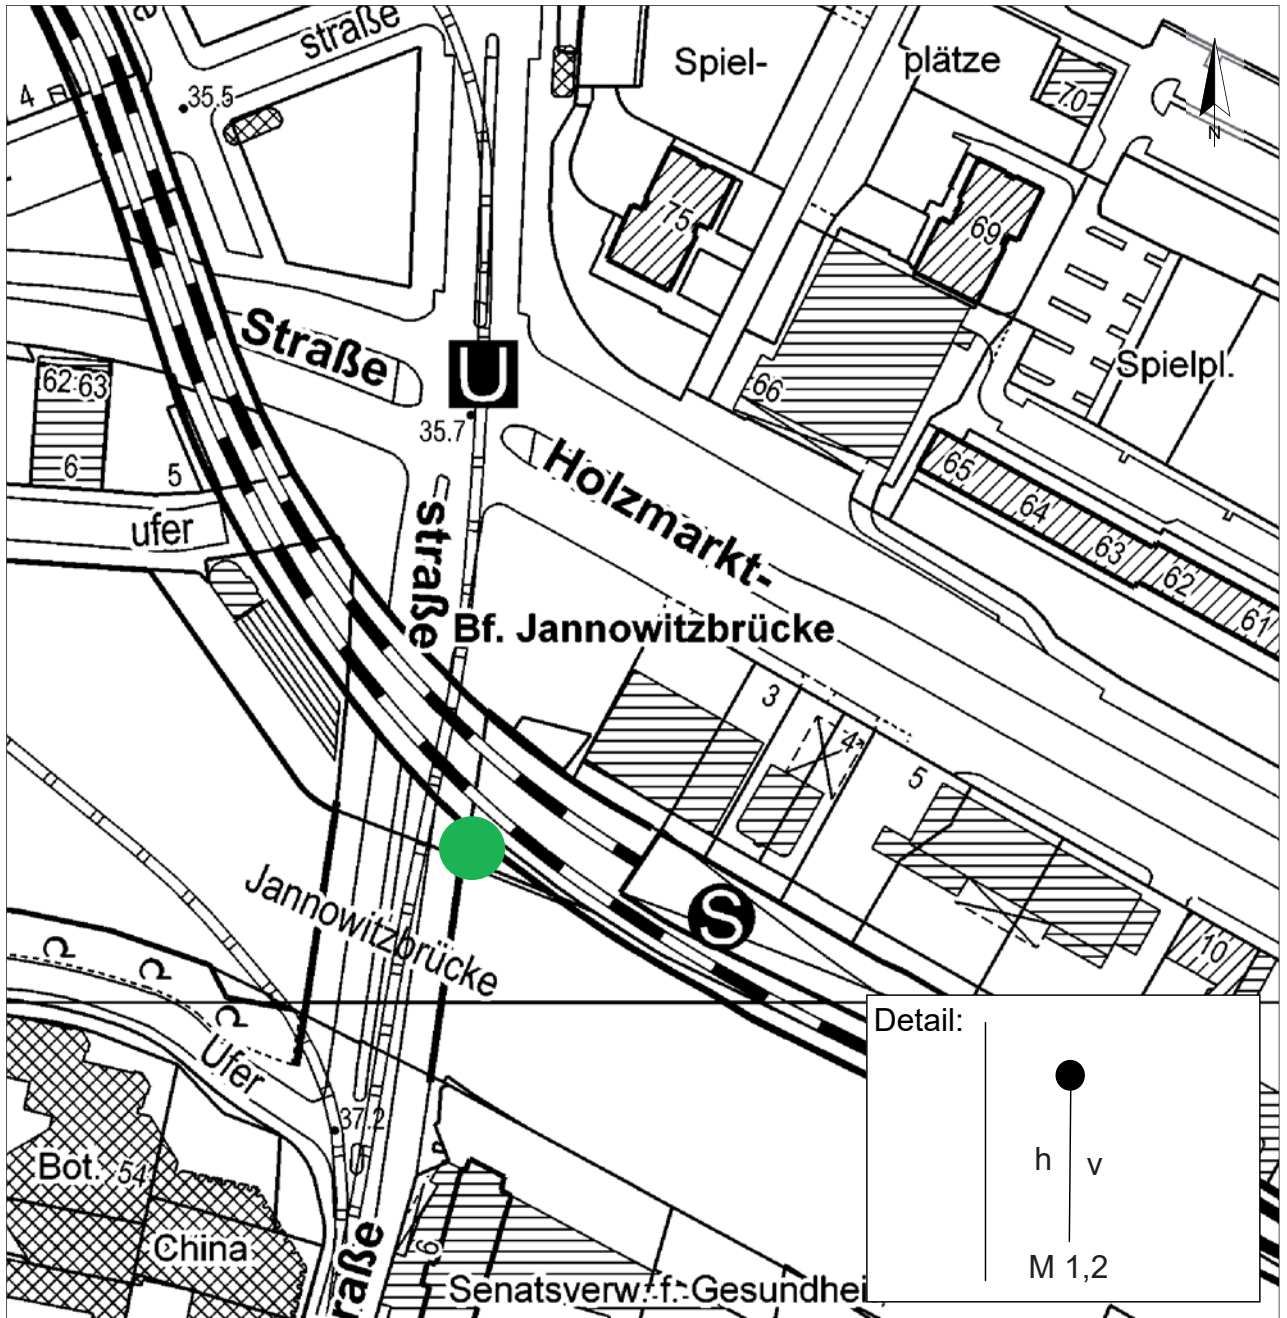 straße
Spiel-
plätze
4
35.5
70
N
75
69
Straße
U
Spielpl.
62
63
66
35.7
Holzmarkt-
65
6
5
64
ufer
straße
63
62
61
Bf. Jannowitzbrücke
3
4
5
Jannowitzbrücke
S
10
Detail:
Ufer
37.2
h
v
Bot.
54
China
6
raße
M 1,2
Senatsverw. f. Gesundhei